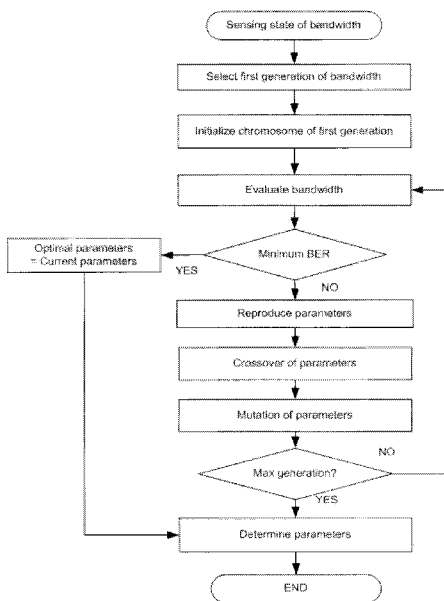 Sensing state of bandwidth
Select first generation of bandwidth
Initialize chromosome of first generation
Evaluate bandwidth
Minimum BER
Optimal parameters
= Current parameters
YES
NO
Reproduce parameters
Crossover of parameters
Mutation of parameters
NO
Max generation?
YES
Determine parameters
END